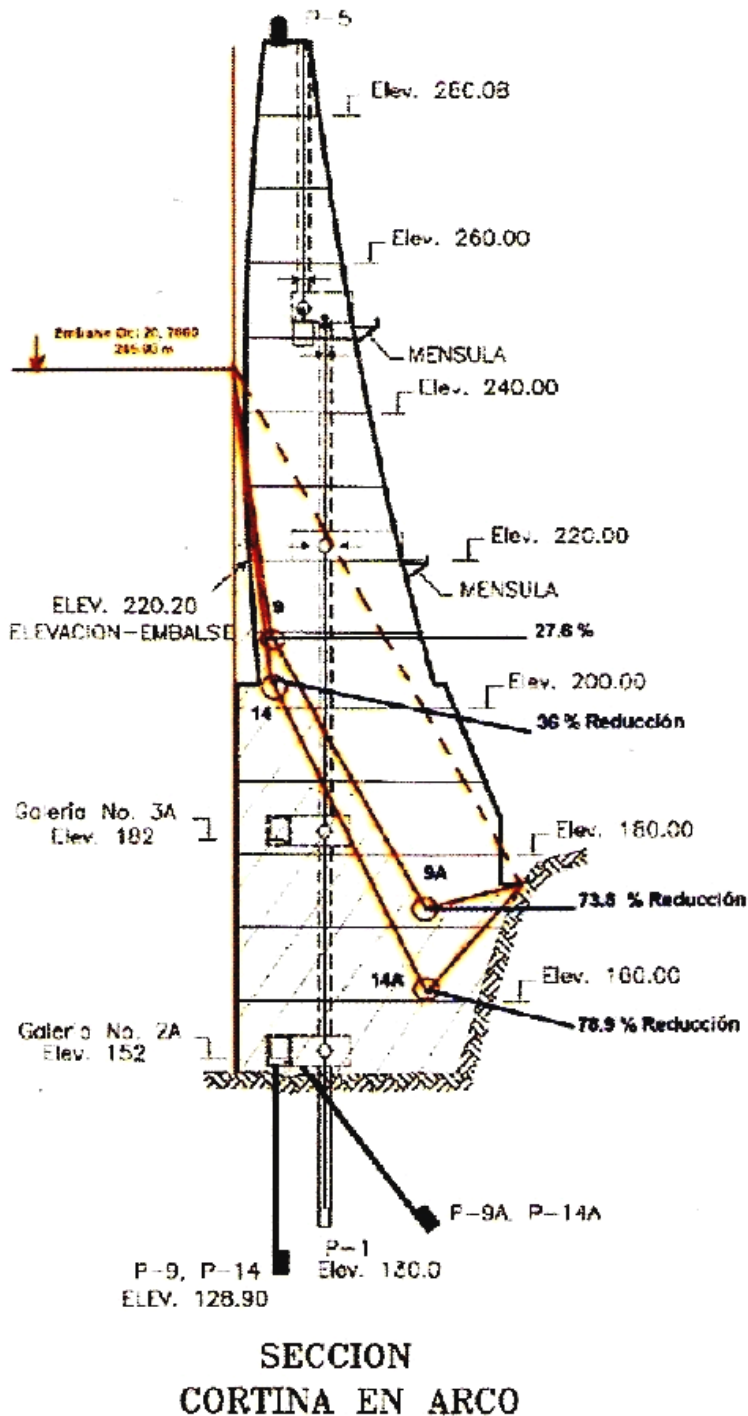 P-5
Elev. 280.08
Elev. 260.00
MENSULA
Elev. 240.00
Elev. 220.00
MENSULA
ELEV. 220.20
ELEVACION-EMBALSE
9
27.6 %
Elev. 200.00
14
36 % Reducción
Galeria No. 3A
Elev. 182
Elev. 180.00
9A
73.8 % Reducción
14A
Elev. 160.00
78.9 % Reducción
Galeria No. 2A
Elev. 152
P-9A, P-14A
P-1
Elev. 130.0
P-9, P-14
ELEV. 128.90
SECCION
CORTINA EN ARCO